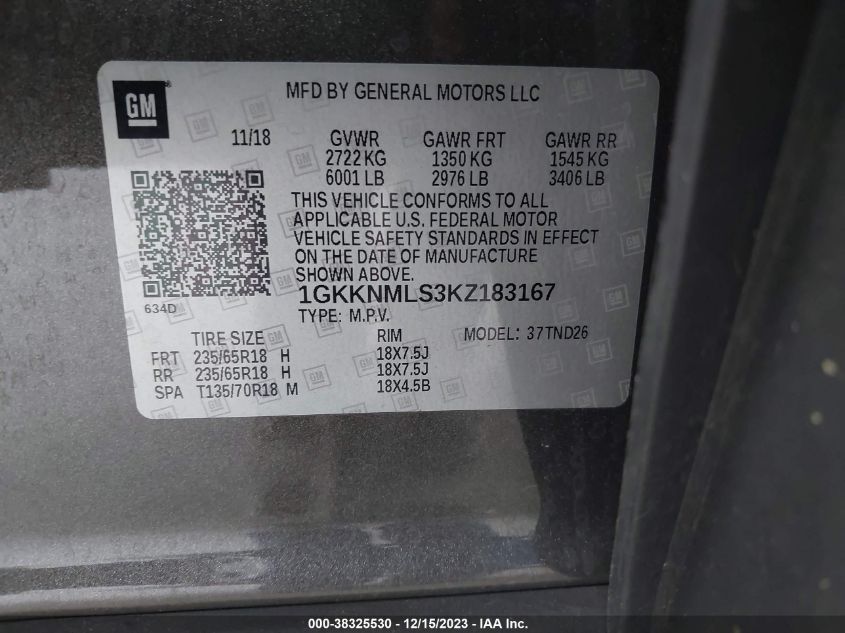 GM
MFD BY GENERAL MOTORS LLC
11/18 GVWR GAWR FRT GAWR RR
2722 KG 1350 KG 1545 KG
6001 LB 2976 LB 3406 LB
THIS VEHICLE CONFORMS TO ALL
APPLICABLE U.S. FEDERAL MOTOR
VEHICLE SAFETY STANDARDS IN EFFECT
ON THE DATE OF MANUFACTURE
SHOWN ABOVE.
634D
1GKKNMLS3KZ183167
TYPE: M.P.V.
TIRE SIZE RIM MODEL: 37TND26
FRT 235/65R18 H 18X7.5J
RR 235/65R18 H 18X7.5J
SPA T135/70R18 M 18X4.5B
000-38325530 - 12/15/2023 - © IAA Inc.